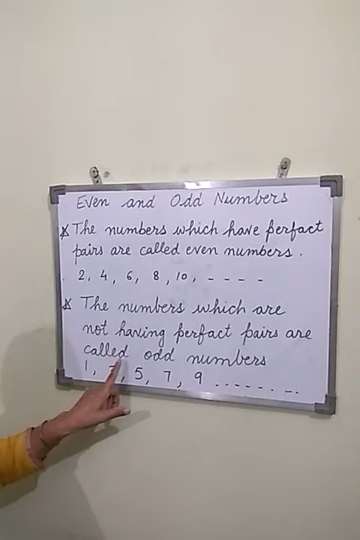 Even and Odd Numbers
The numbers which have perfact
pairs are called even numbers.
2, 4, 6, 8, 10, - - - -
The numbers which are
not having perfact pairs are
called odd numbers
1, 5, 7, 9 .......